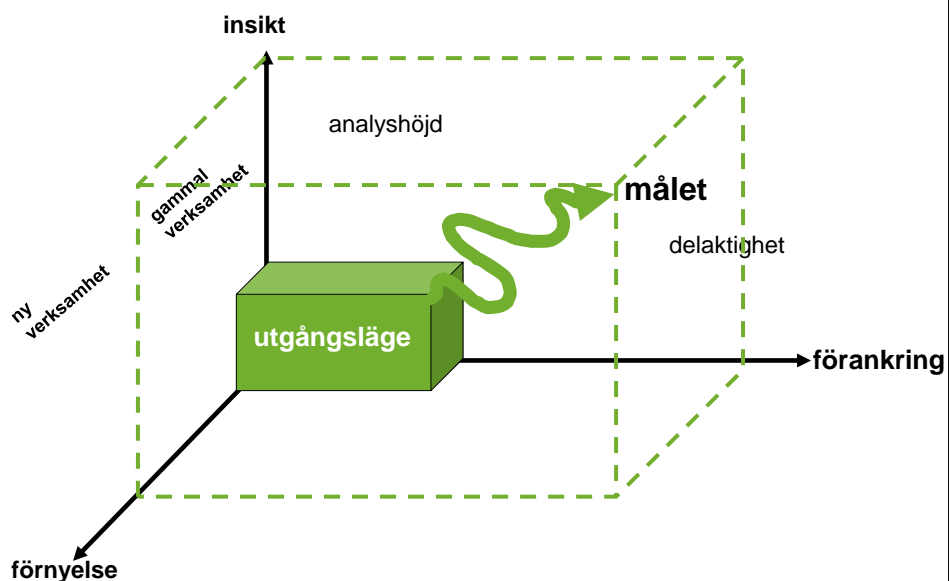 insikt
analyshöjd
gammal
verksamhet
målet
delaktighet
ny
verksamhet
utgångsläge
förankring
förnyelse